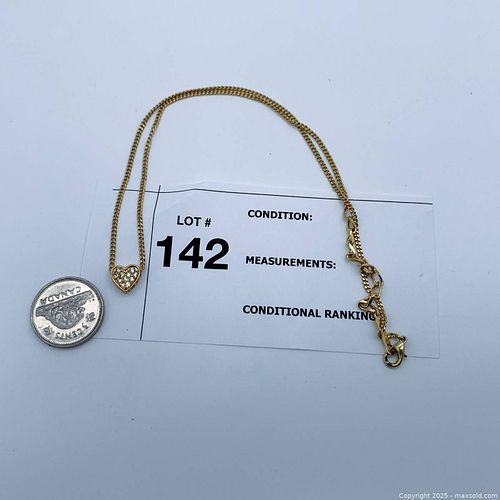 LOT #
142
CONDITION:
MEASUREMENTS:
CONDITIONAL RANKING
CANADA
5 CENTS
Copyright 2025 - maxsold.com